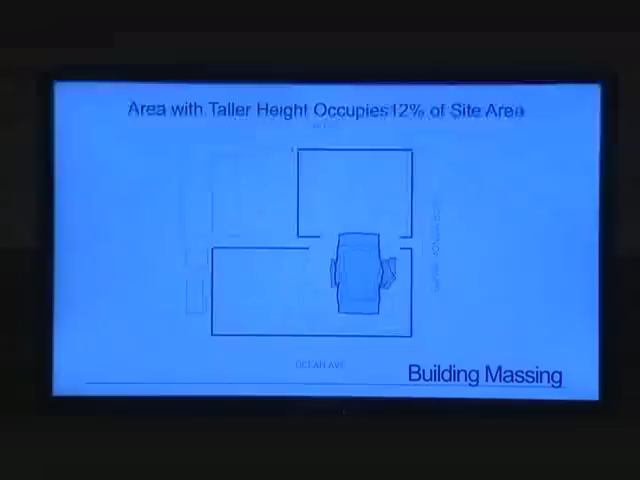 Area with Taller Height Occupies12% of Site Area
OCEAN AVE
Building Massing